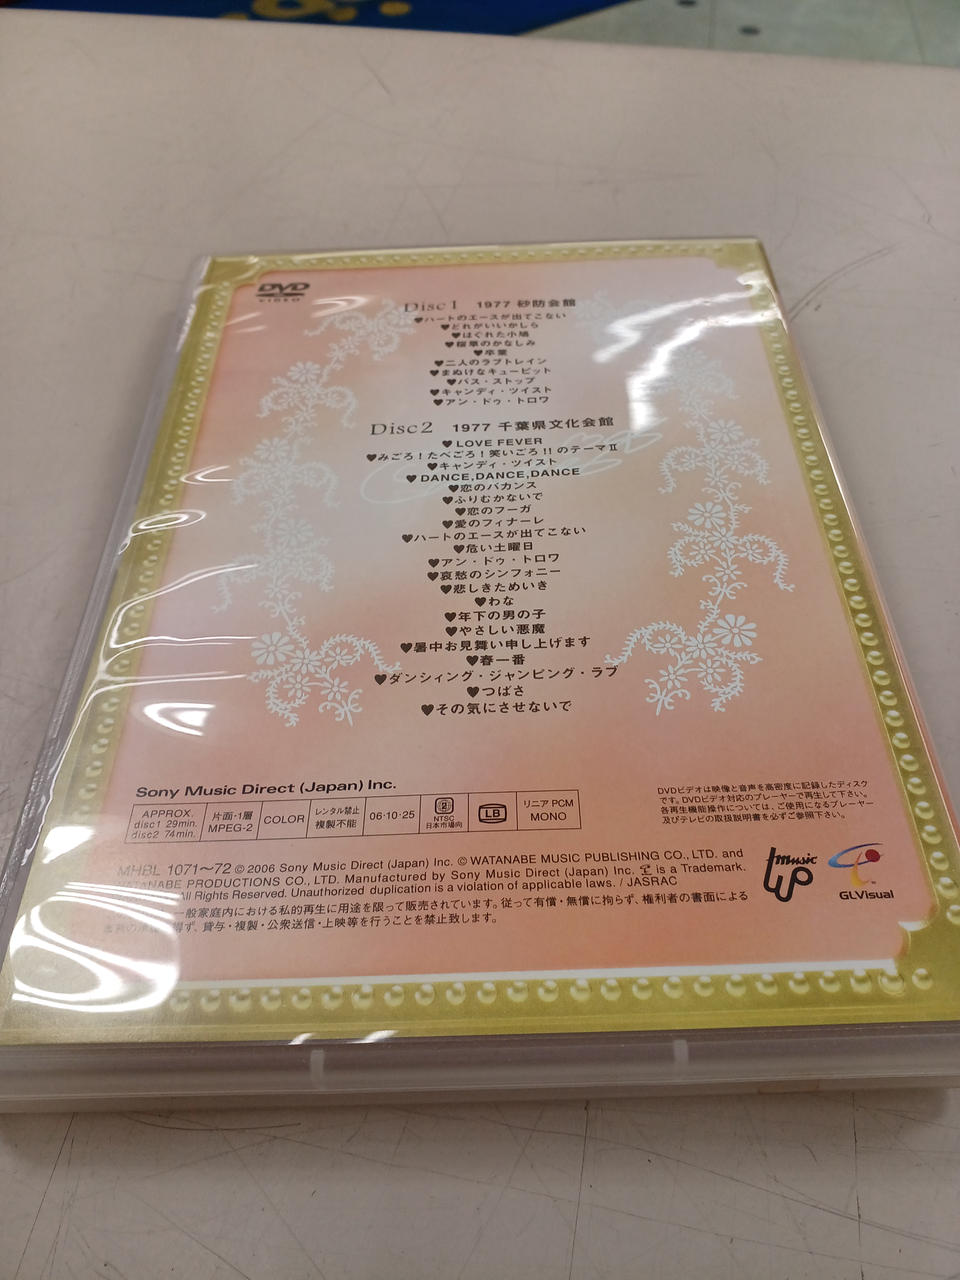 DVD
VIDEO
Disc 1 1977 砂防会館
♥ハートのエースが出てこない
♥どれがいいかしら
♥はぐれた小鳩
♥桜草のかなしみ
♥卒業
♥二人のラブトレイン
♥まぬけなキューピット
♥バス・ストップ
♥キャンディ・ツイスト
♥アン・ドゥ・トロワ
Disc 2 1977 千葉県文化会館
♥LOVE FEVER
♥みごろ!たべごろ!笑いごろ!!のテーマⅡ
♥キャンディ・ツイスト
♥DANCE,DANCE,DANCE
♥恋のバカンス
♥ふりむかないで
♥恋のフーガ
♥愛のフィナーレ
♥ハートのエースが出てこない
♥危い土曜日
♥アン・ドゥ・トロワ
♥哀愁のシンフォニー
♥悲しきためいき
♥わな
♥年下の男の子
♥やさしい悪魔
♥暑中お見舞い申し上げます
♥春一番
♥ダンシィング・ジャンピング・ラブ
♥つばさ
♥その気にさせないで
Sony Music Direct (Japan) Inc.
APPROX.
disc1 29min.
disc2 74min.
片面・1層
MPEG-2
COLOR
レンタル禁止
複製不能
06・10・25
2
NTSC
日本市場向
LB
リニア PCM
MONO
DVDビデオは映像と音声を高密度に記録したディスク
です。DVDビデオ対応のプレーヤーで再生して下さい。
各再生機能操作については、ご使用になるプレーヤー
及びテレビの取扱説明書を必ずご参照下さい。
MHBL 1071〜72 ℗ 2006 Sony Music Direct (Japan) Inc. © WATANABE MUSIC PUBLISHING CO., LTD. and
WATANABE PRODUCTIONS CO., LTD. Manufactured by Sony Music Direct (Japan) Inc. is a Trademark.
All Rights Reserved. Unauthorized duplication is a violation of applicable laws. / JASRAC
一般家庭内における私的再生に用途を限って販売されています。従って有償・無償に拘らず、権利者の書面による
得ず、貸与・複製・公衆送信・上映等を行うことを禁止致します。
music up
GLVisual